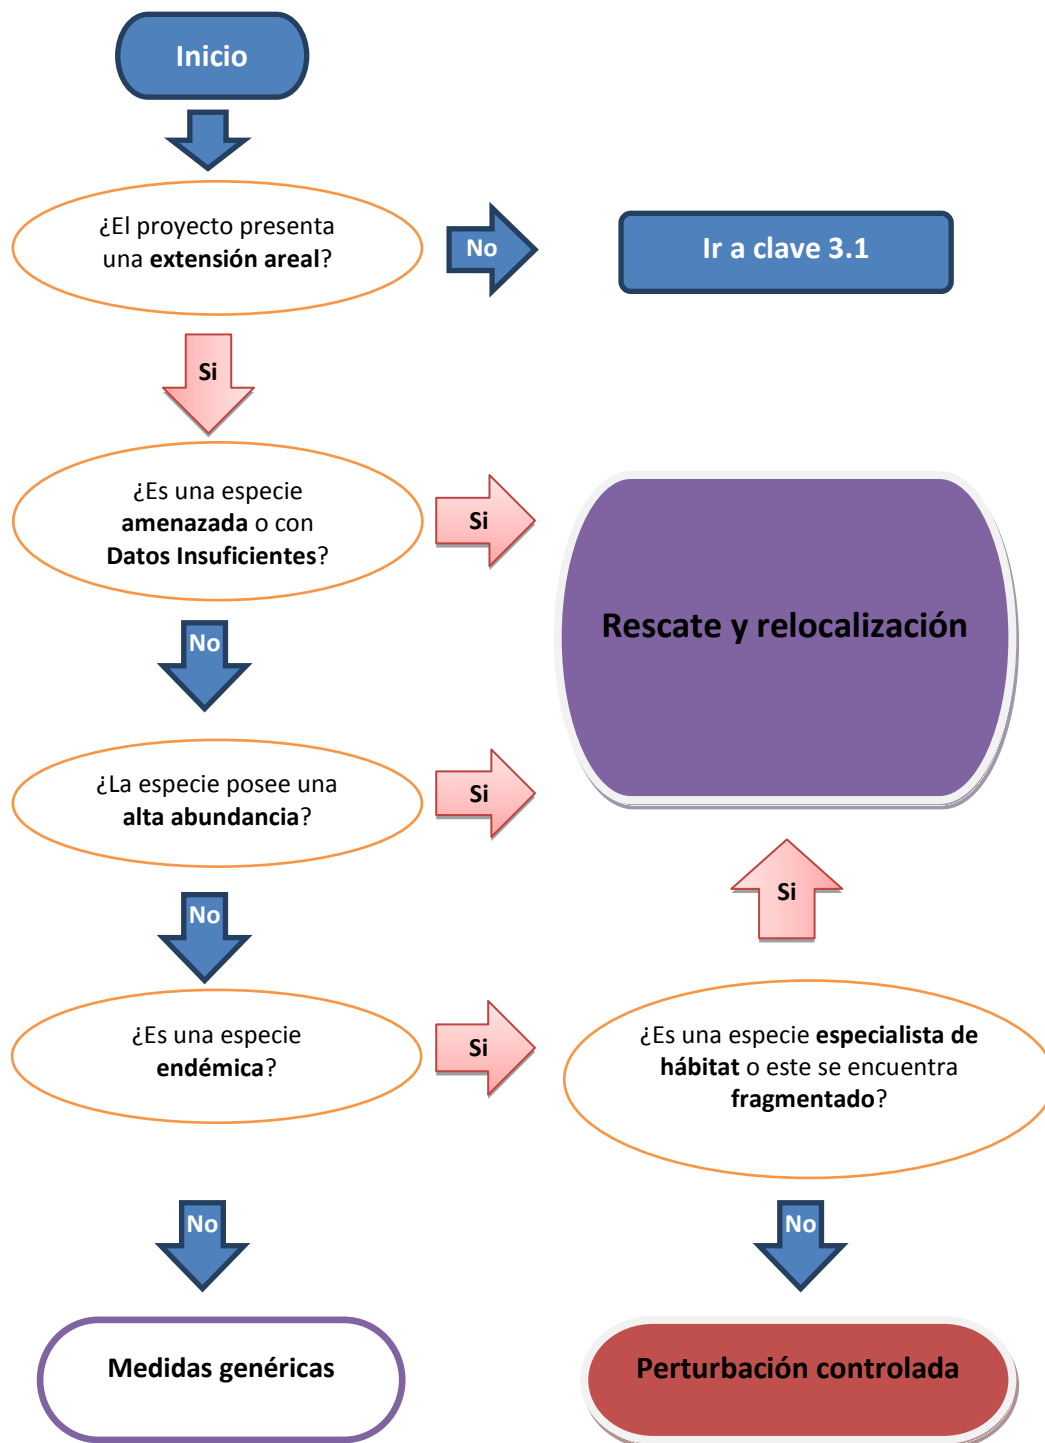 Inicio
¿El proyecto presenta
una extensión areal?
No
Ir a clave 3.1
Si
¿Es una especie
amenazada o con
Datos Insuficientes?
Si
Rescate y relocalización
No
¿La especie posee una
alta abundancia?
Si
Si
No
¿Es una especie
endémica?
Si
¿Es una especie especialista de
hábitat o este se encuentra
fragmentado?
No
No
Medidas genéricas
Perturbación controlada